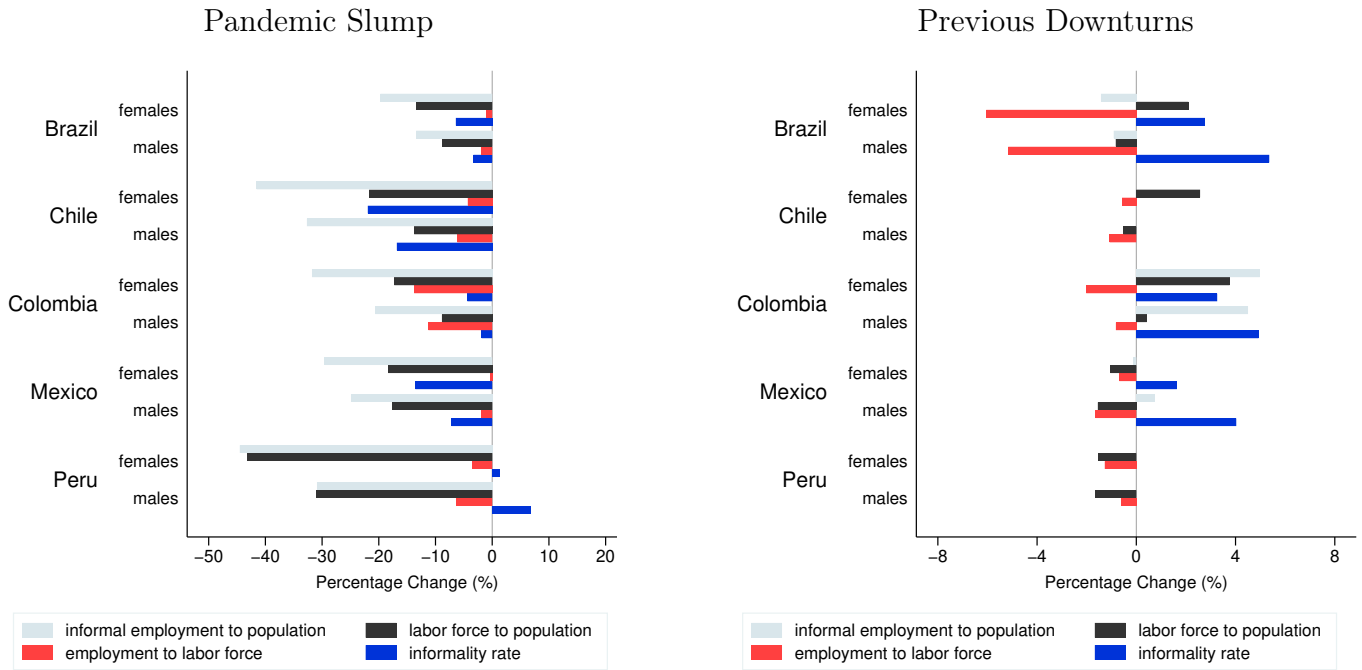 Pandemic Slump
Brazil
females
males
Chile
females
males
Colombia
females
males
Mexico
females
males
Peru
females
males
−50 −40 −30 −20 −10 0 10 20
Percentage Change (%)
informal employment to population labor force to population
employment to labor force informality rate
Previous Downturns
Brazil
females
males
Chile
females
males
Colombia
females
males
Mexico
females
males
Peru
females
males
−8 −4 0 4 8
Percentage Change (%)
informal employment to population labor force to population
employment to labor force informality rate